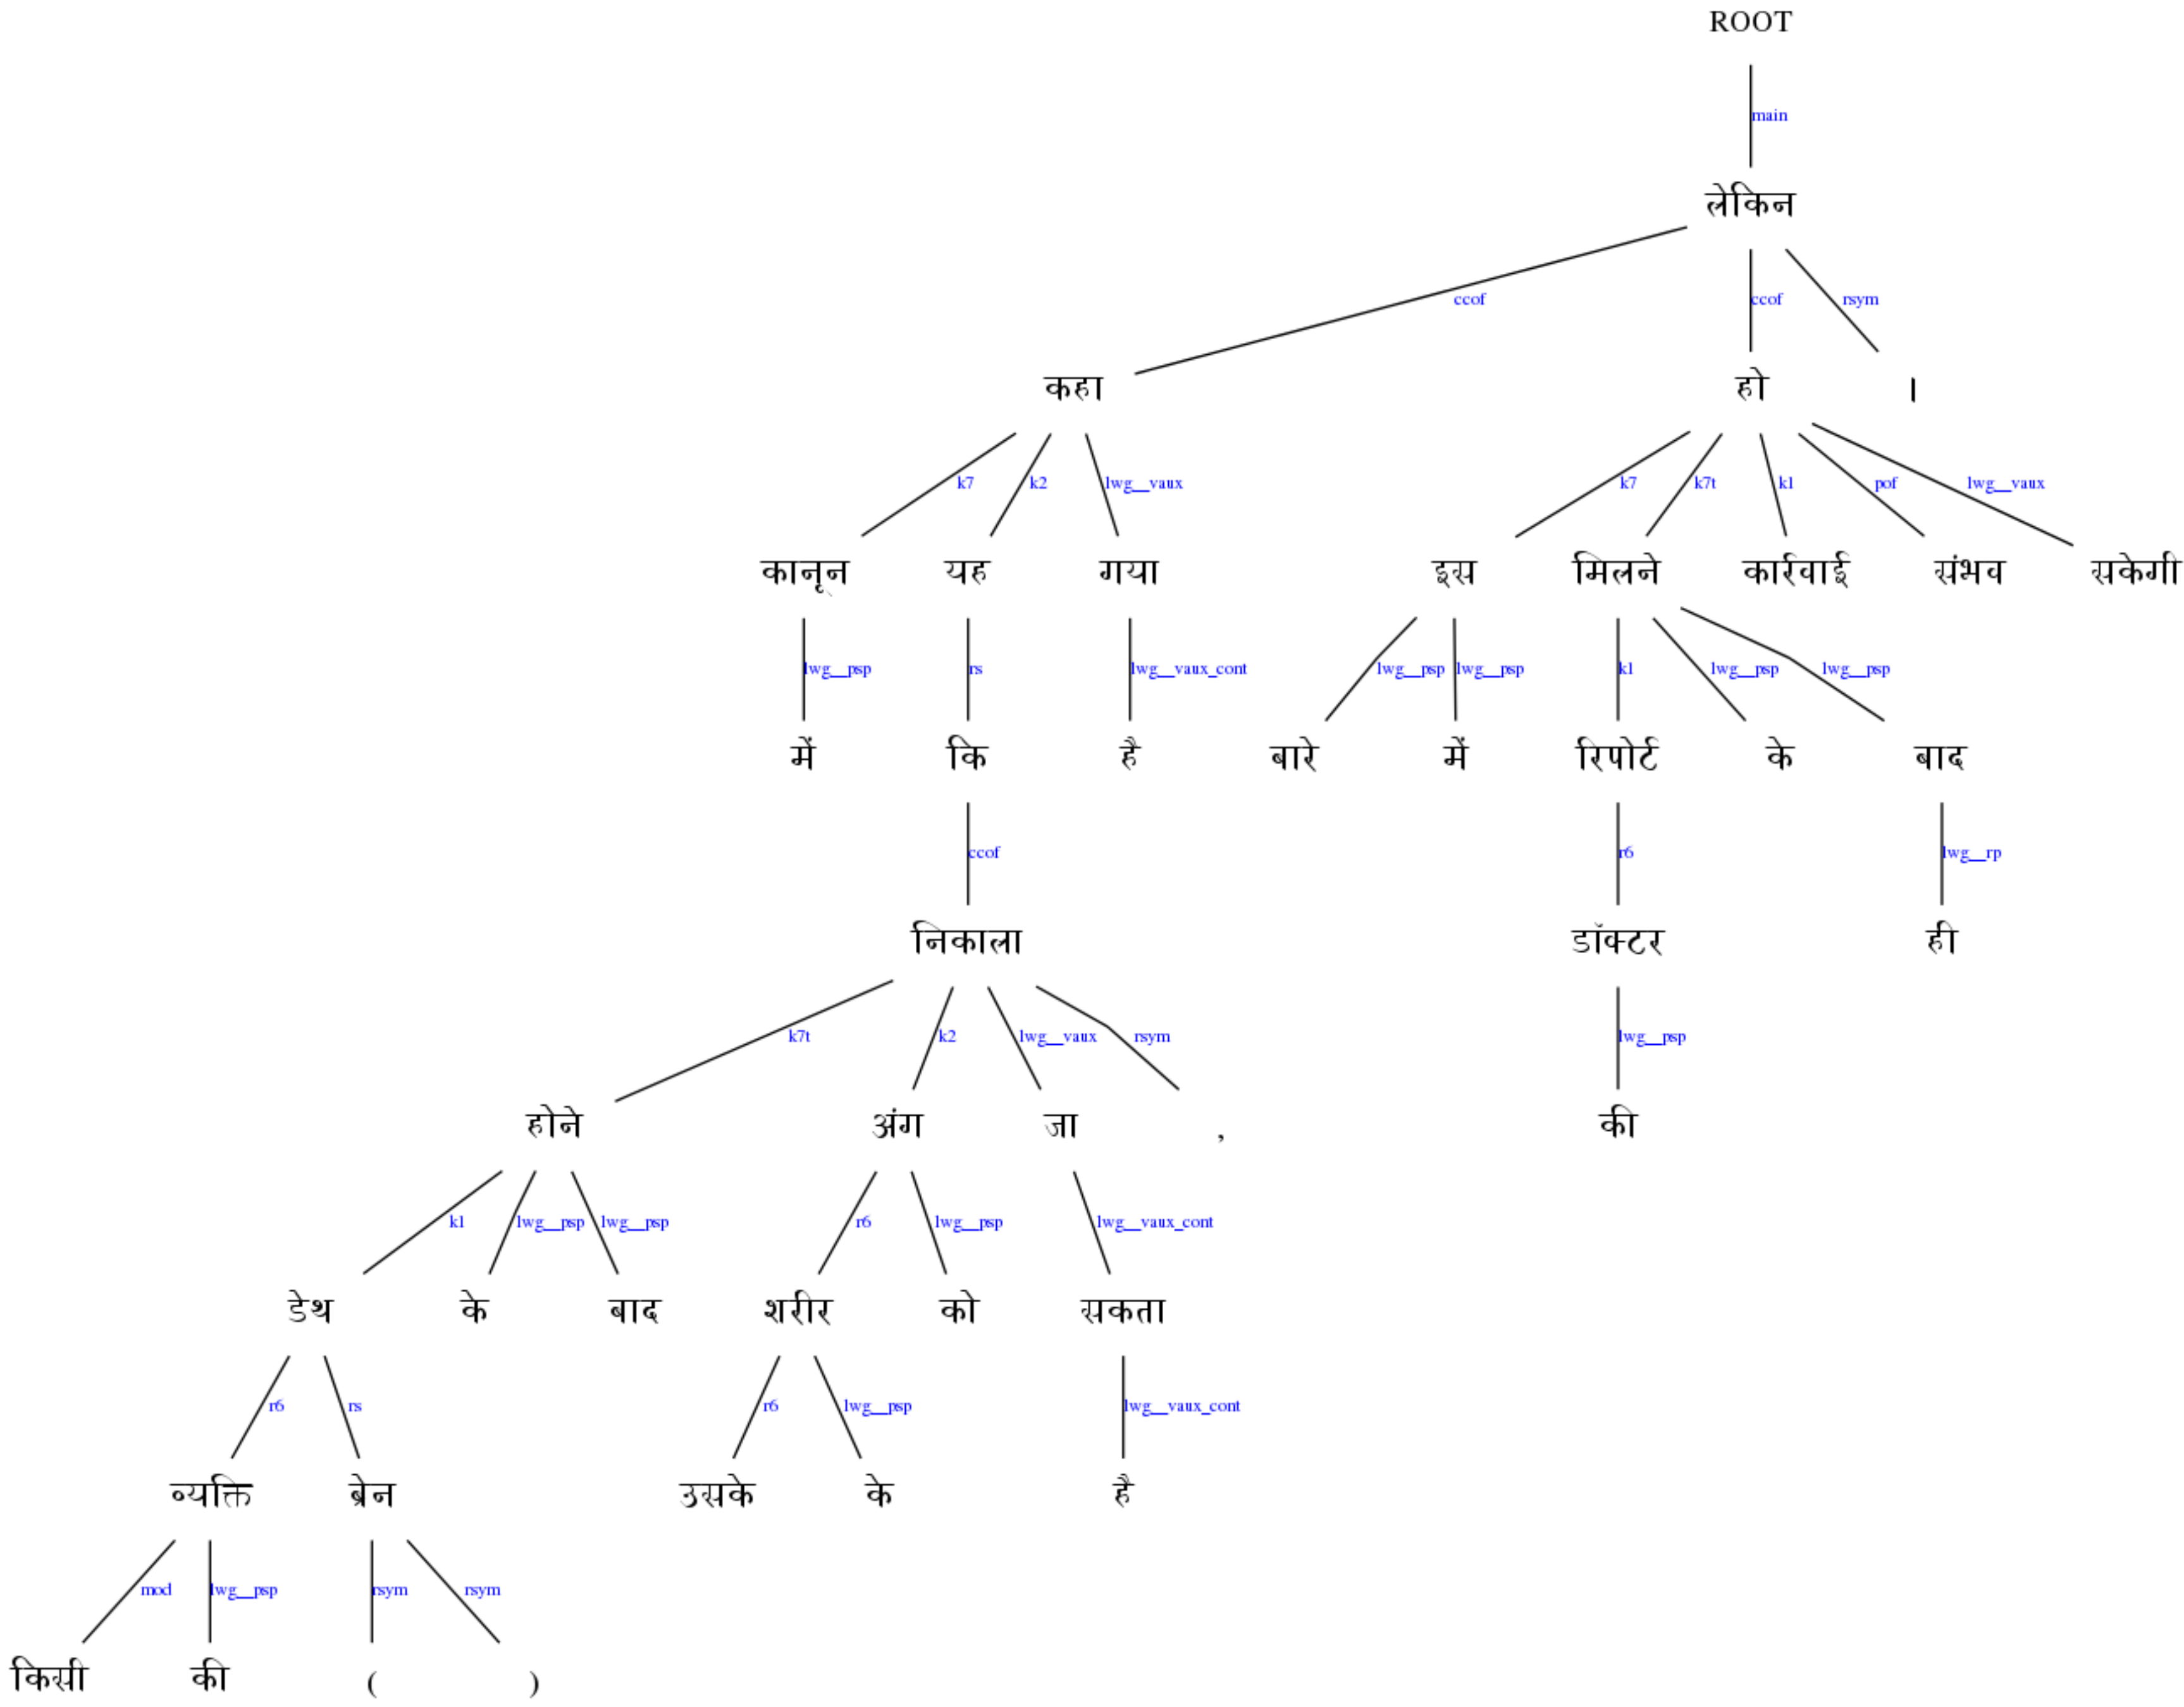 ROOT
main
लेकिन
ccof ccof rsym
कहा हो ।
k7 k2 lwg__vaux k7 k7t k1 pof lwg__vaux
कानून यह गया इस मिलने कार्रवाई संभव सकेगी
lwg__psp rs lwg__vaux_cont lwg__psp lwg__psp k1 lwg__psp lwg__psp
में कि है बारे में रिपोर्ट के बाद
ccof r6 lwg__rp
निकाला डॉक्टर ही
k7t k2 lwg__vaux rsym lwg__psp
होने अंग जा , की
k1 lwg__psp lwg__psp r6 lwg__psp lwg__vaux_cont
डेथ के बाद शरीर को सकता
r6 rs r6 lwg__psp lwg__vaux_cont
व्यक्ति ब्रेन उसके के है
mod lwg__psp rsym rsym
किसी की ( )